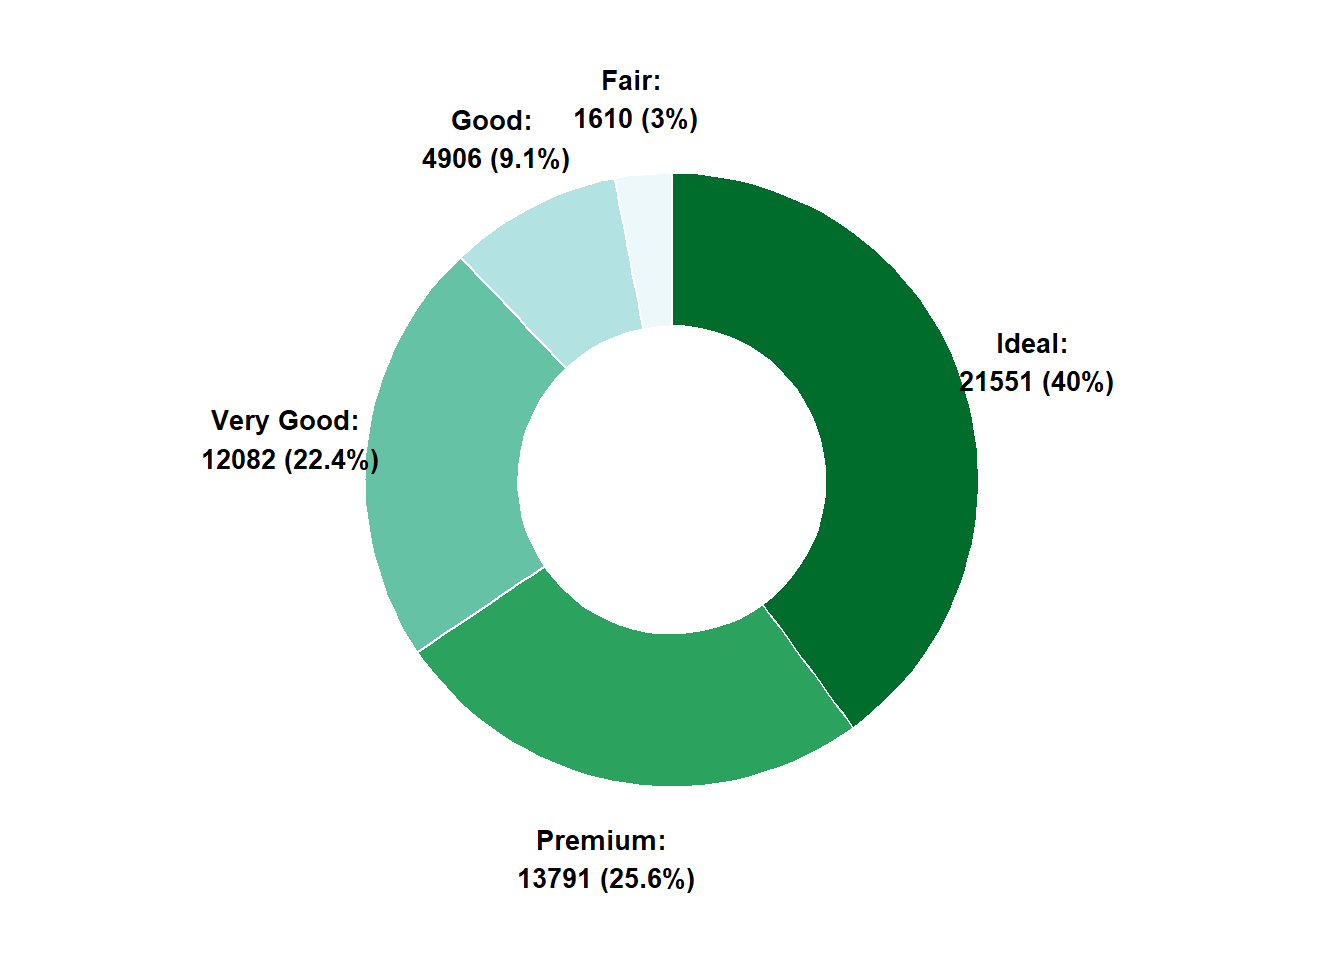 Fair:
1610 (3%)
Good:
4906 (9.1%)
Ideal:
21551 (40%)
Very Good:
12082 (22.4%)
Premium:
13791 (25.6%)